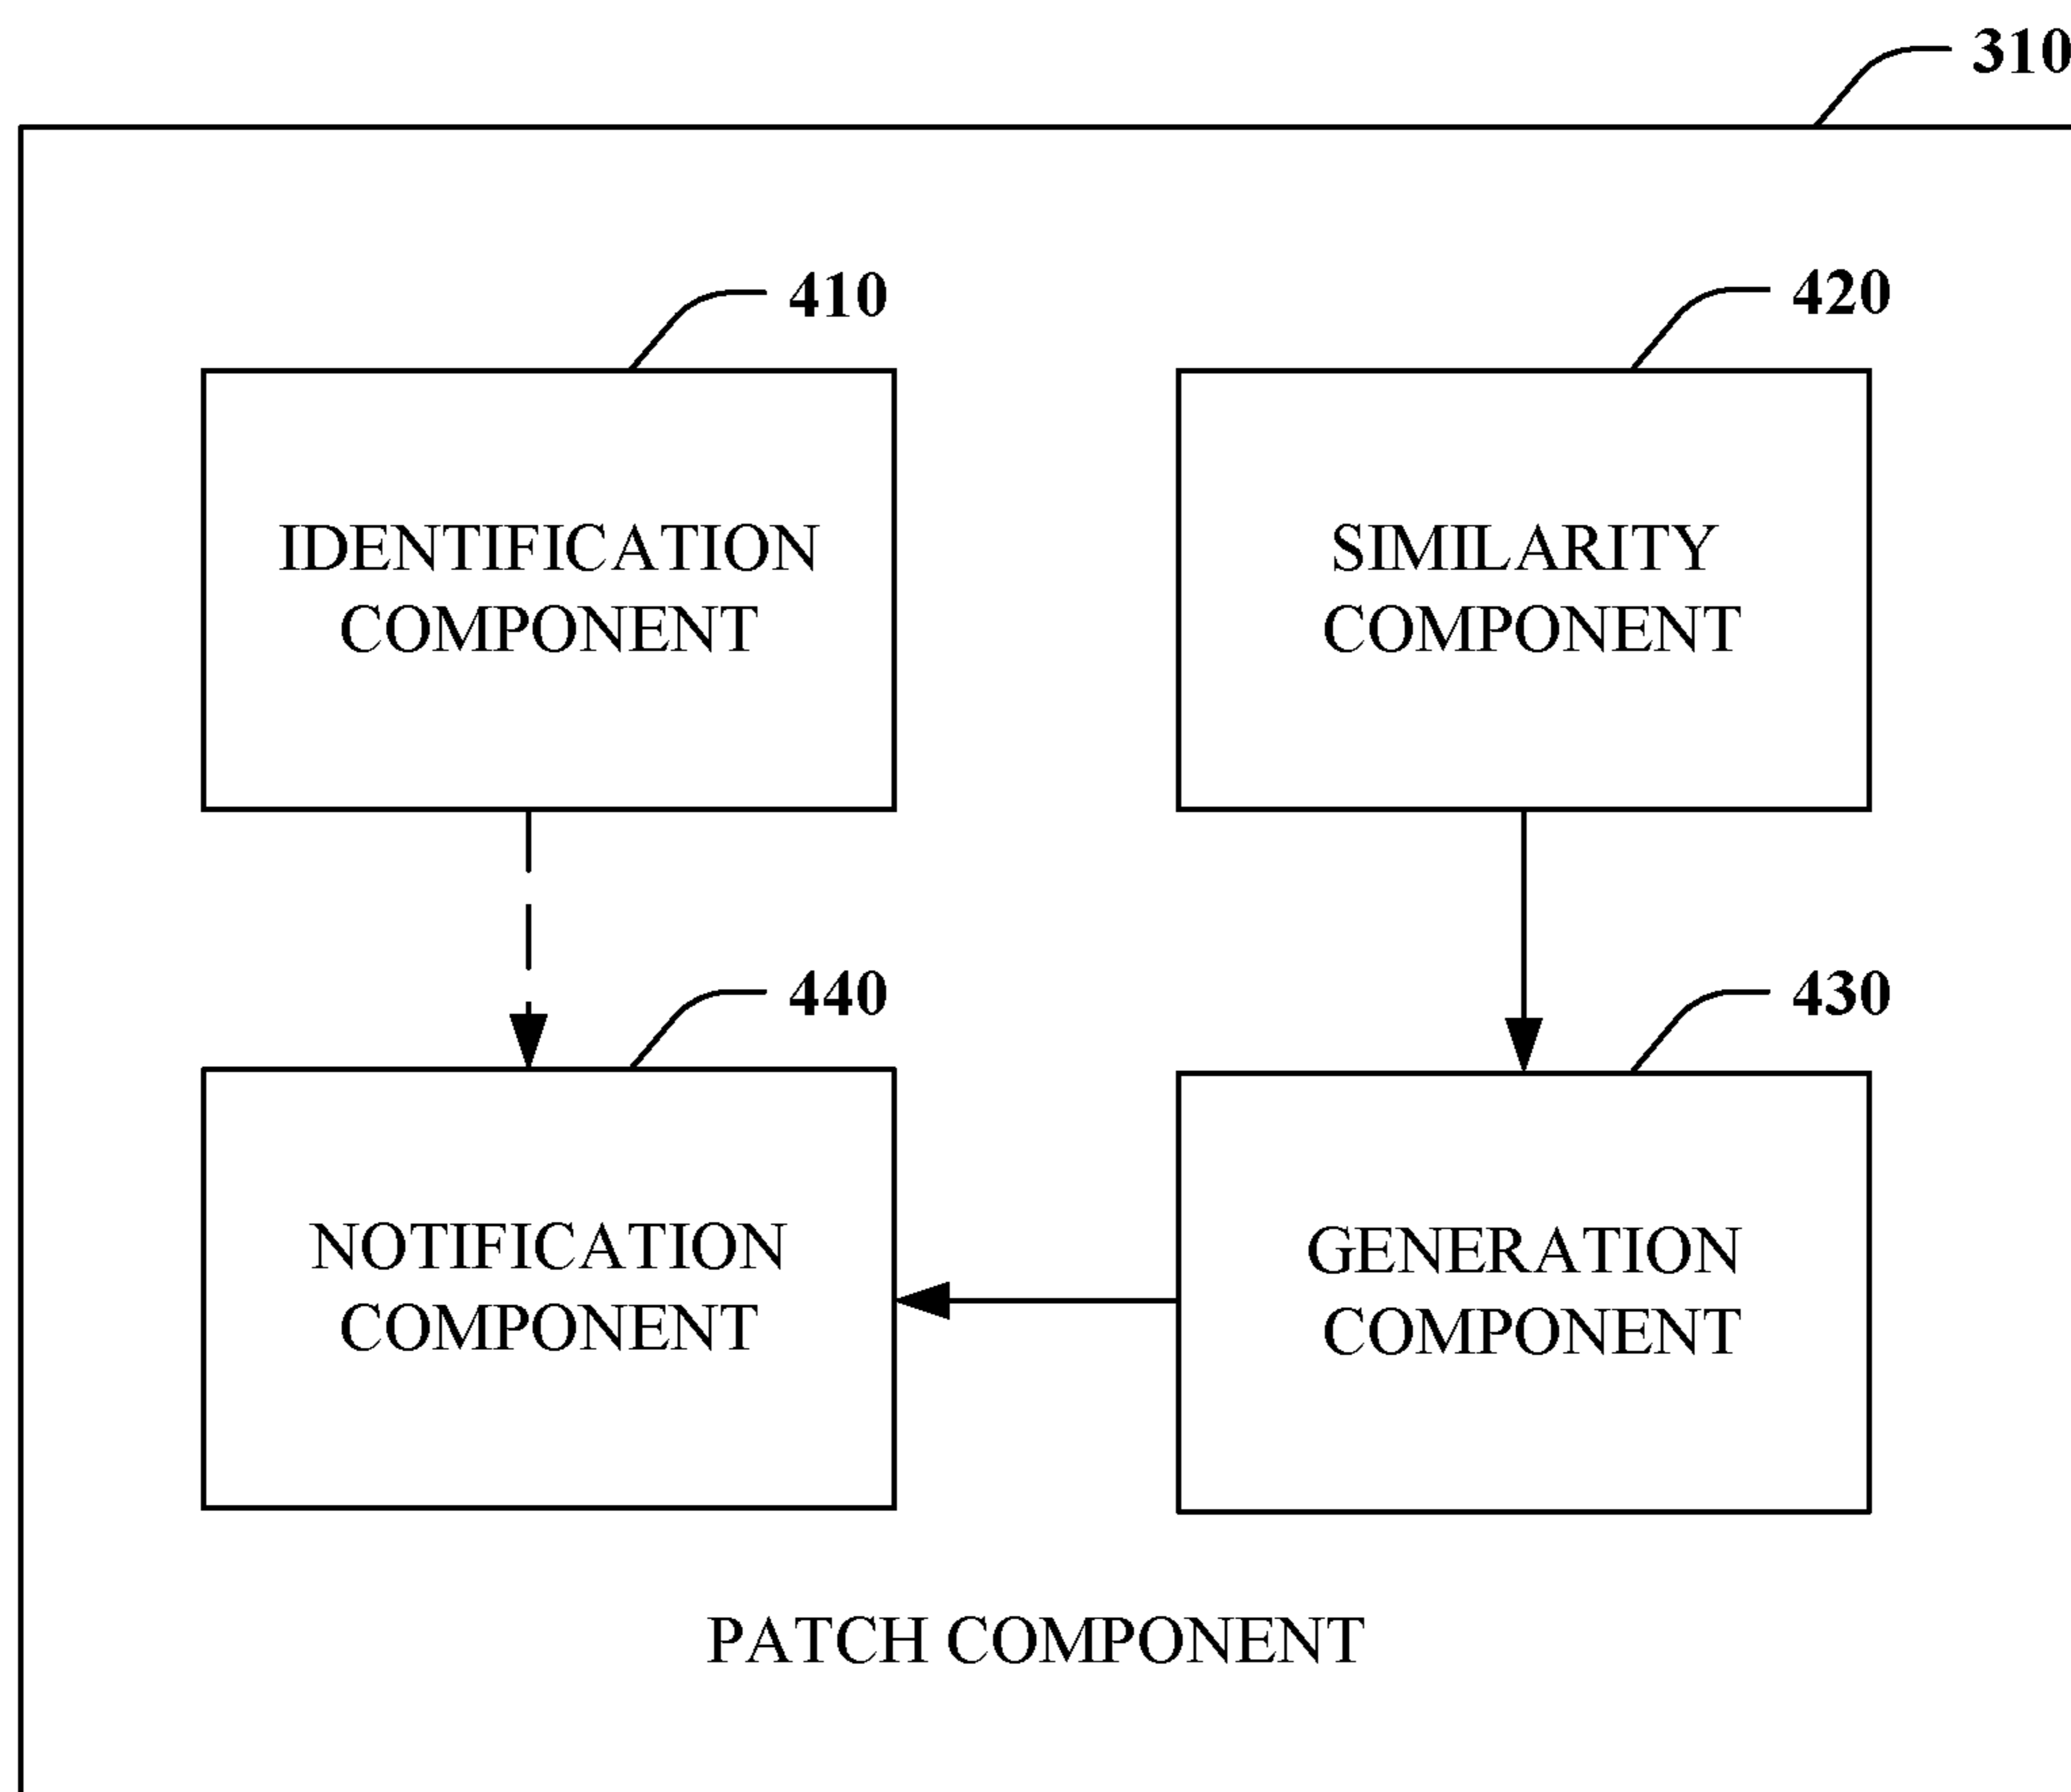 310
410
420
IDENTIFICATION
COMPONENT
SIMILARITY
COMPONENT
440
430
NOTIFICATION
COMPONENT
GENERATION
COMPONENT
PATCH COMPONENT